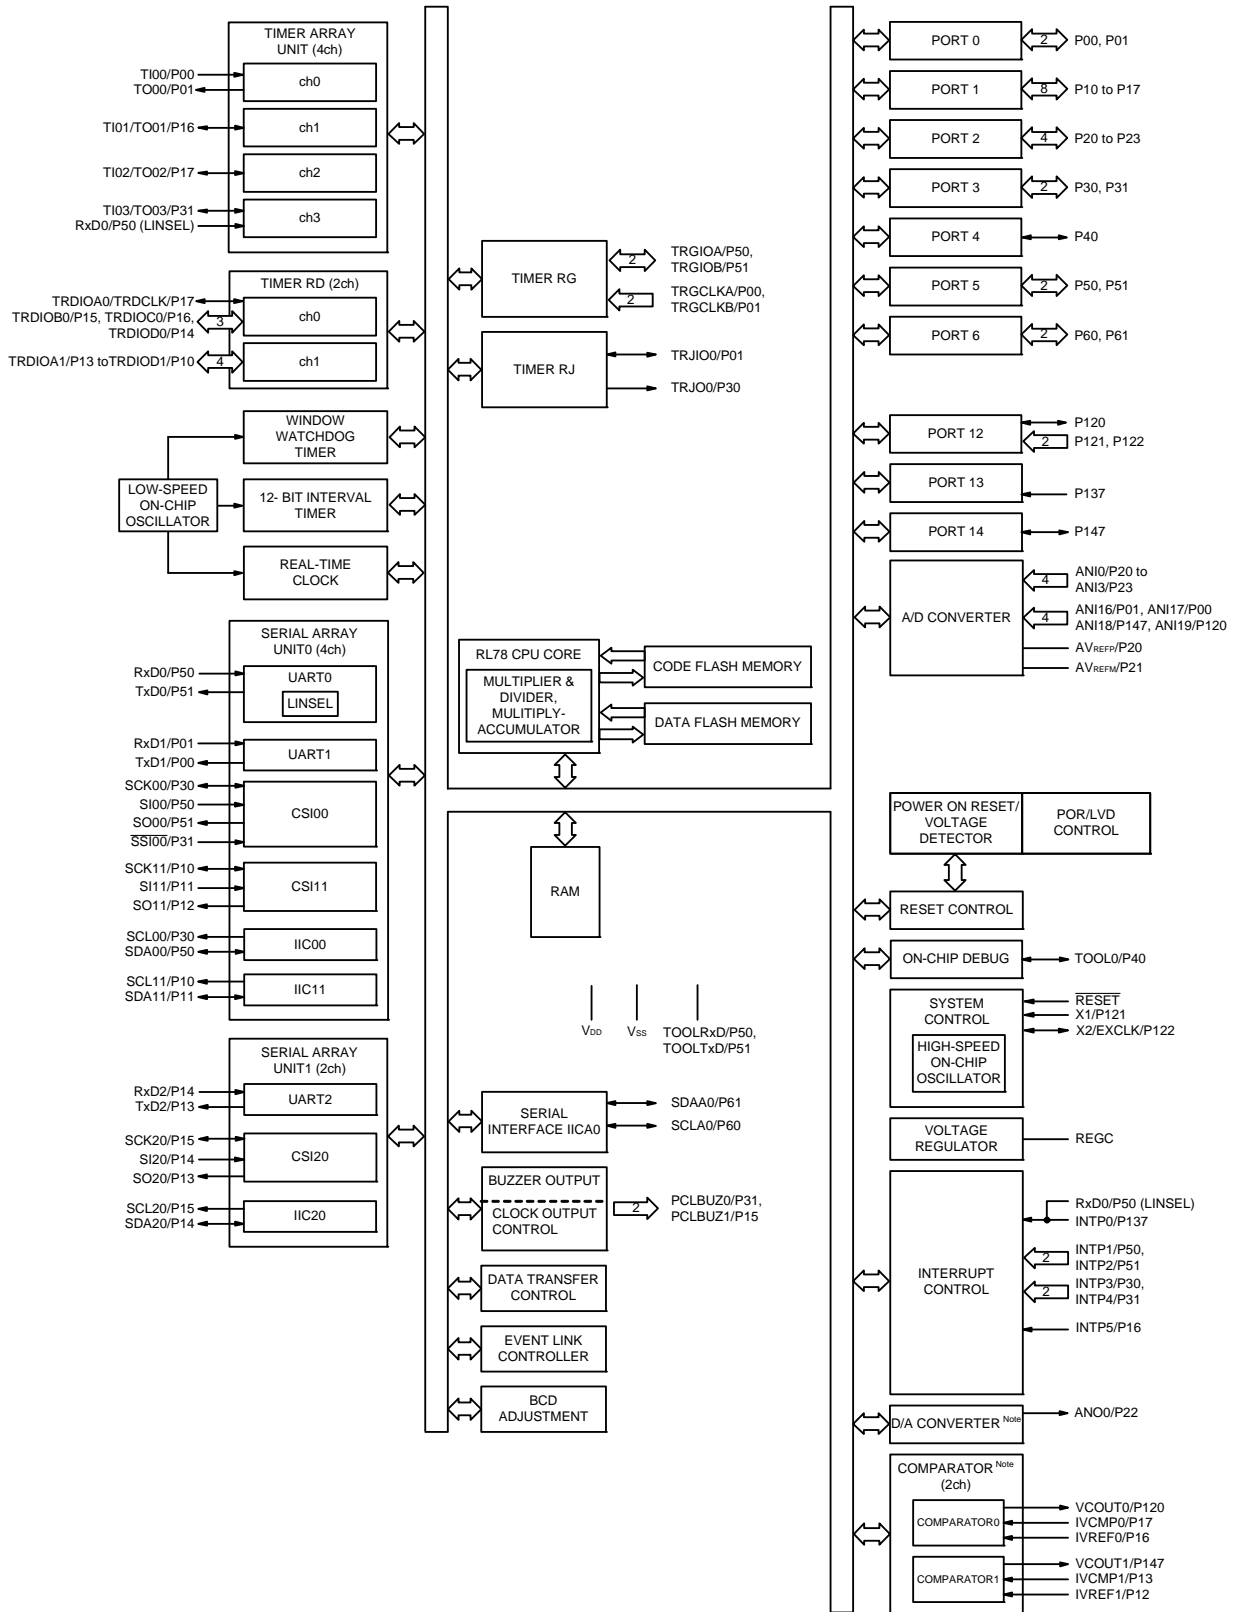 TIMER ARRAY
UNIT (4ch)
TI00/P00
TO00/P01
ch0
TI01/TO01/P16
ch1
TI02/TO02/P17
ch2
TI03/TO03/P31
RxD0/P50 (LINSEL)
ch3
TIMER RD (2ch)
TRDIOA0/TRDCLK/P17
TRDIOB0/P15, TRDIOC0/P16,
TRDIOD0/P14
3
ch0
TRDIOA1/P13 toTRDIOD1/P10
4
ch1
WINDOW
WATCHDOG
TIMER
LOW-SPEED
ON-CHIP
OSCILLATOR
12- BIT INTERVAL
TIMER
REAL-TIME
CLOCK
SERIAL ARRAY
UNIT0 (4ch)
RxD0/P50
TxD0/P51
UART0
LINSEL
RxD1/P01
TxD1/P00
UART1
SCK00/P30
SI00/P50
SO00/P51
SSI00/P31
CSI00
SCK11/P10
SI11/P11
SO11/P12
CSI11
SCL00/P30
SDA00/P50
IIC00
SCL11/P10
SDA11/P11
IIC11
SERIAL ARRAY
UNIT1 (2ch)
RxD2/P14
TxD2/P13
UART2
SCK20/P15
SI20/P14
SO20/P13
CSI20
SCL20/P15
SDA20/P14
IIC20
TIMER RG
2
TRGIOA/P50,
TRGIOB/P51
2
TRGCLKA/P00,
TRGCLKB/P01
TIMER RJ
TRJIO0/P01
TRJO0/P30
RL78 CPU CORE
MULTIPLIER &
DIVIDER,
MULITIPLY-
ACCUMULATOR
CODE FLASH MEMORY
DATA FLASH MEMORY
RAM
VDD
VSS
TOOLRxD/P50,
TOOLTxD/P51
SERIAL
INTERFACE IICA0
SDAA0/P61
SCLA0/P60
BUZZER OUTPUT
CLOCK OUTPUT
CONTROL
2
PCLBUZ0/P31,
PCLBUZ1/P15
DATA TRANSFER
CONTROL
EVENT LINK
CONTROLLER
BCD
ADJUSTMENT
PORT 0
2
P00, P01
PORT 1
8
P10 to P17
PORT 2
4
P20 to P23
PORT 3
2
P30, P31
PORT 4
P40
PORT 5
2
P50, P51
PORT 6
2
P60, P61
PORT 12
P120
2
P121, P122
PORT 13
P137
PORT 14
P147
A/D CONVERTER
4
ANI0/P20 to
ANI3/P23
4
ANI16/P01, ANI17/P00
ANI18/P147, ANI19/P120
AVREFP/P20
AVREFM/P21
POWER ON RESET/
VOLTAGE
DETECTOR
POR/LVD
CONTROL
RESET CONTROL
ON-CHIP DEBUG
TOOL0/P40
SYSTEM
CONTROL
HIGH-SPEED
ON-CHIP
OSCILLATOR
RESET
X1/P121
X2/EXCLK/P122
VOLTAGE
REGULATOR
REGC
INTERRUPT
CONTROL
RxD0/P50 (LINSEL)
INTP0/P137
2
INTP1/P50,
INTP2/P51
2
INTP3/P30,
INTP4/P31
INTP5/P16
D/A CONVERTER Note
ANO0/P22
COMPARATOR Note
(2ch)
COMPARATOR0
VCOUT0/P120
IVCMP0/P17
IVREF0/P16
COMPARATOR1
VCOUT1/P147
IVCMP1/P13
IVREF1/P12